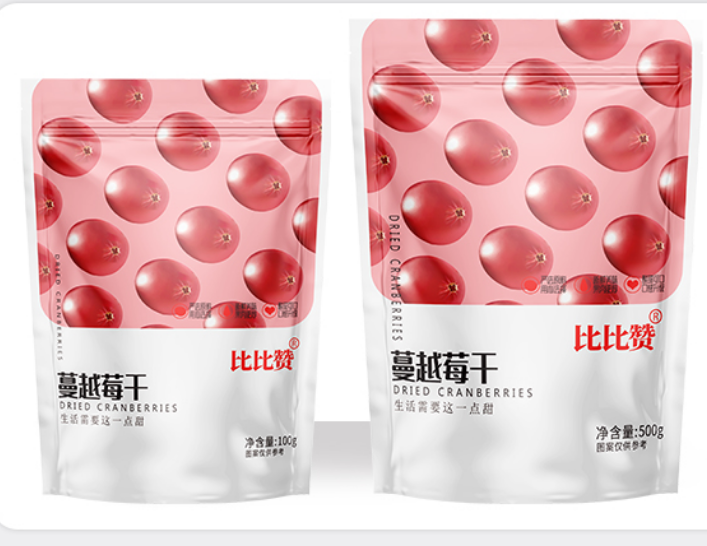 DRIED CRANBERRIES
比比赞®
蔓越莓干
DRIED CRANBERRIES
生活需要这一点甜
净含量:100g
图案仅供参考
DRIED CRANBERRIES
比比赞®
蔓越莓干
DRIED CRANBERRIES
生活需要这一点甜
净含量:500g
图案仅供参考